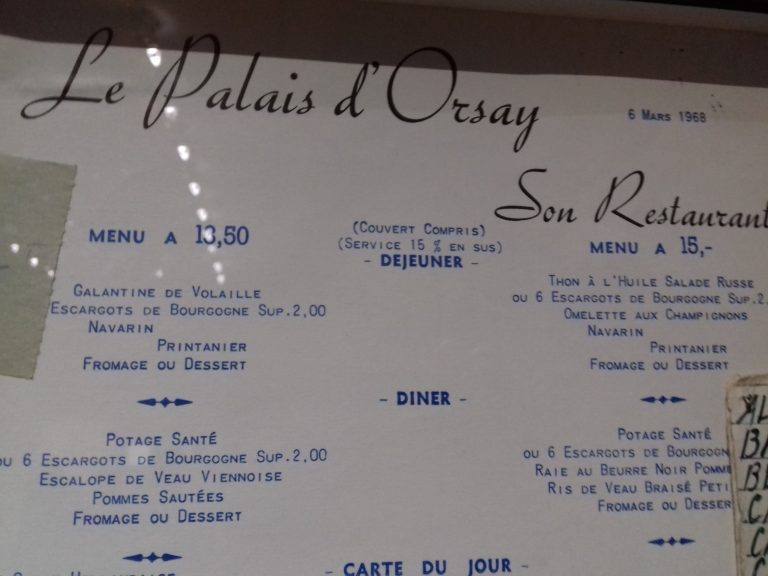 Le Palais d'Orsay
6 Mars 1968
Son Restaurant
MENU A 13,50
(Couvert Compris)
(Service 15 % en sus)
- DEJEUNER -
MENU A 15,-
Galantine de Volaille
Escargots de Bourgogne Sup.2,00
Navarin
Printanier
Fromage ou Dessert
Thon à l'Huile Salade Russe
ou 6 Escargots de Bourgogne Sup.2
Omelette aux Champignons
Navarin
Printanier
Fromage ou Dessert
- DINER -
Potage Santé
ou 6 Escargots de Bourgogne Sup.2,00
Escalope de Veau Viennoise
Pommes Sautées
Fromage ou Dessert
Potage Santé
ou 6 Escargots de Bourgogn
Raie au Beurre Noir Pomm
Ris de Veau Braisé Peti
Fromage ou Desser
- CARTE DU JOUR -